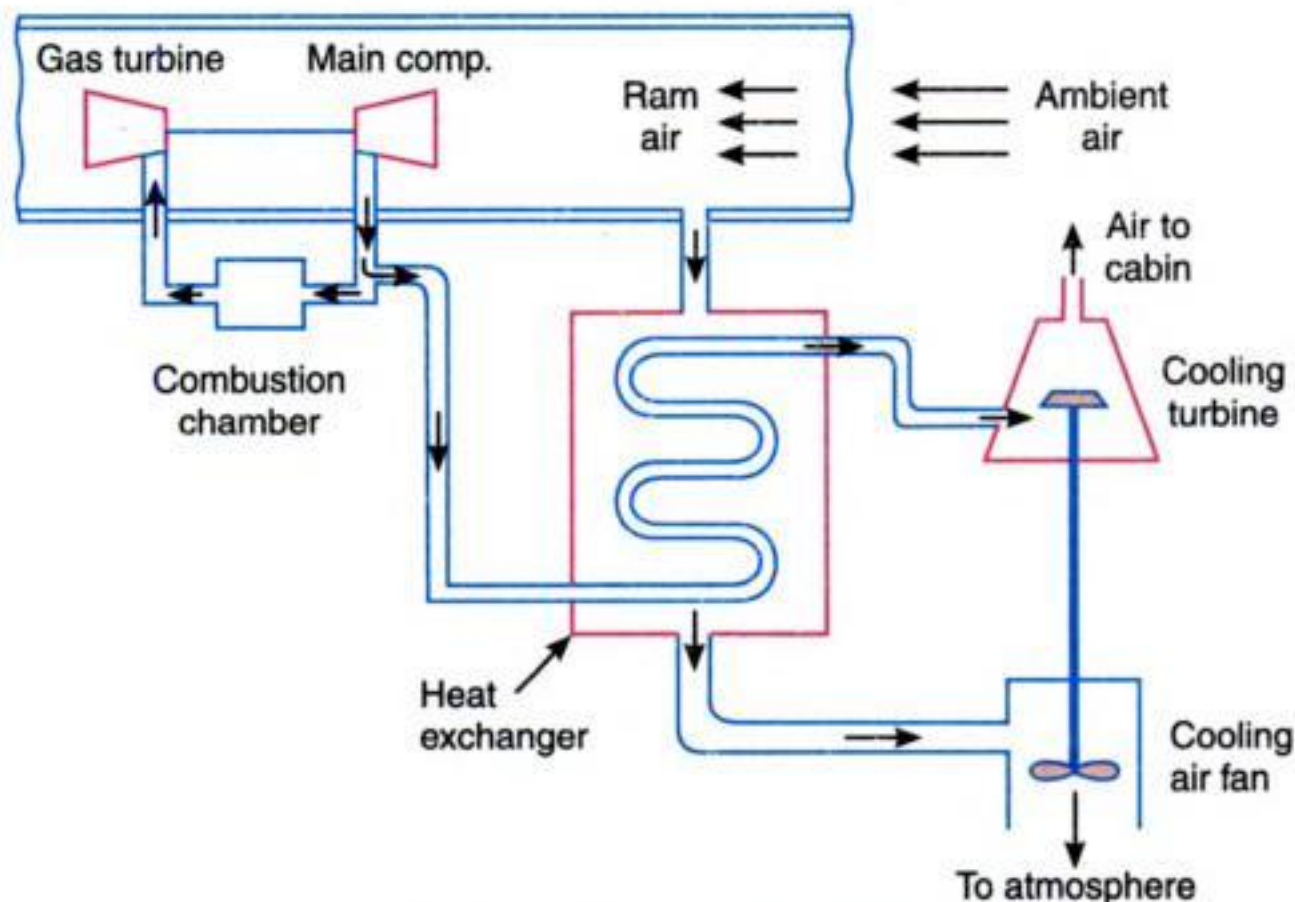 Gas turbine
Main comp.
Ram
air
Ambient
air
Air to
cabin
Combustion
chamber
Cooling
turbine
Heat
exchanger
Cooling
air fan
To atmosphere